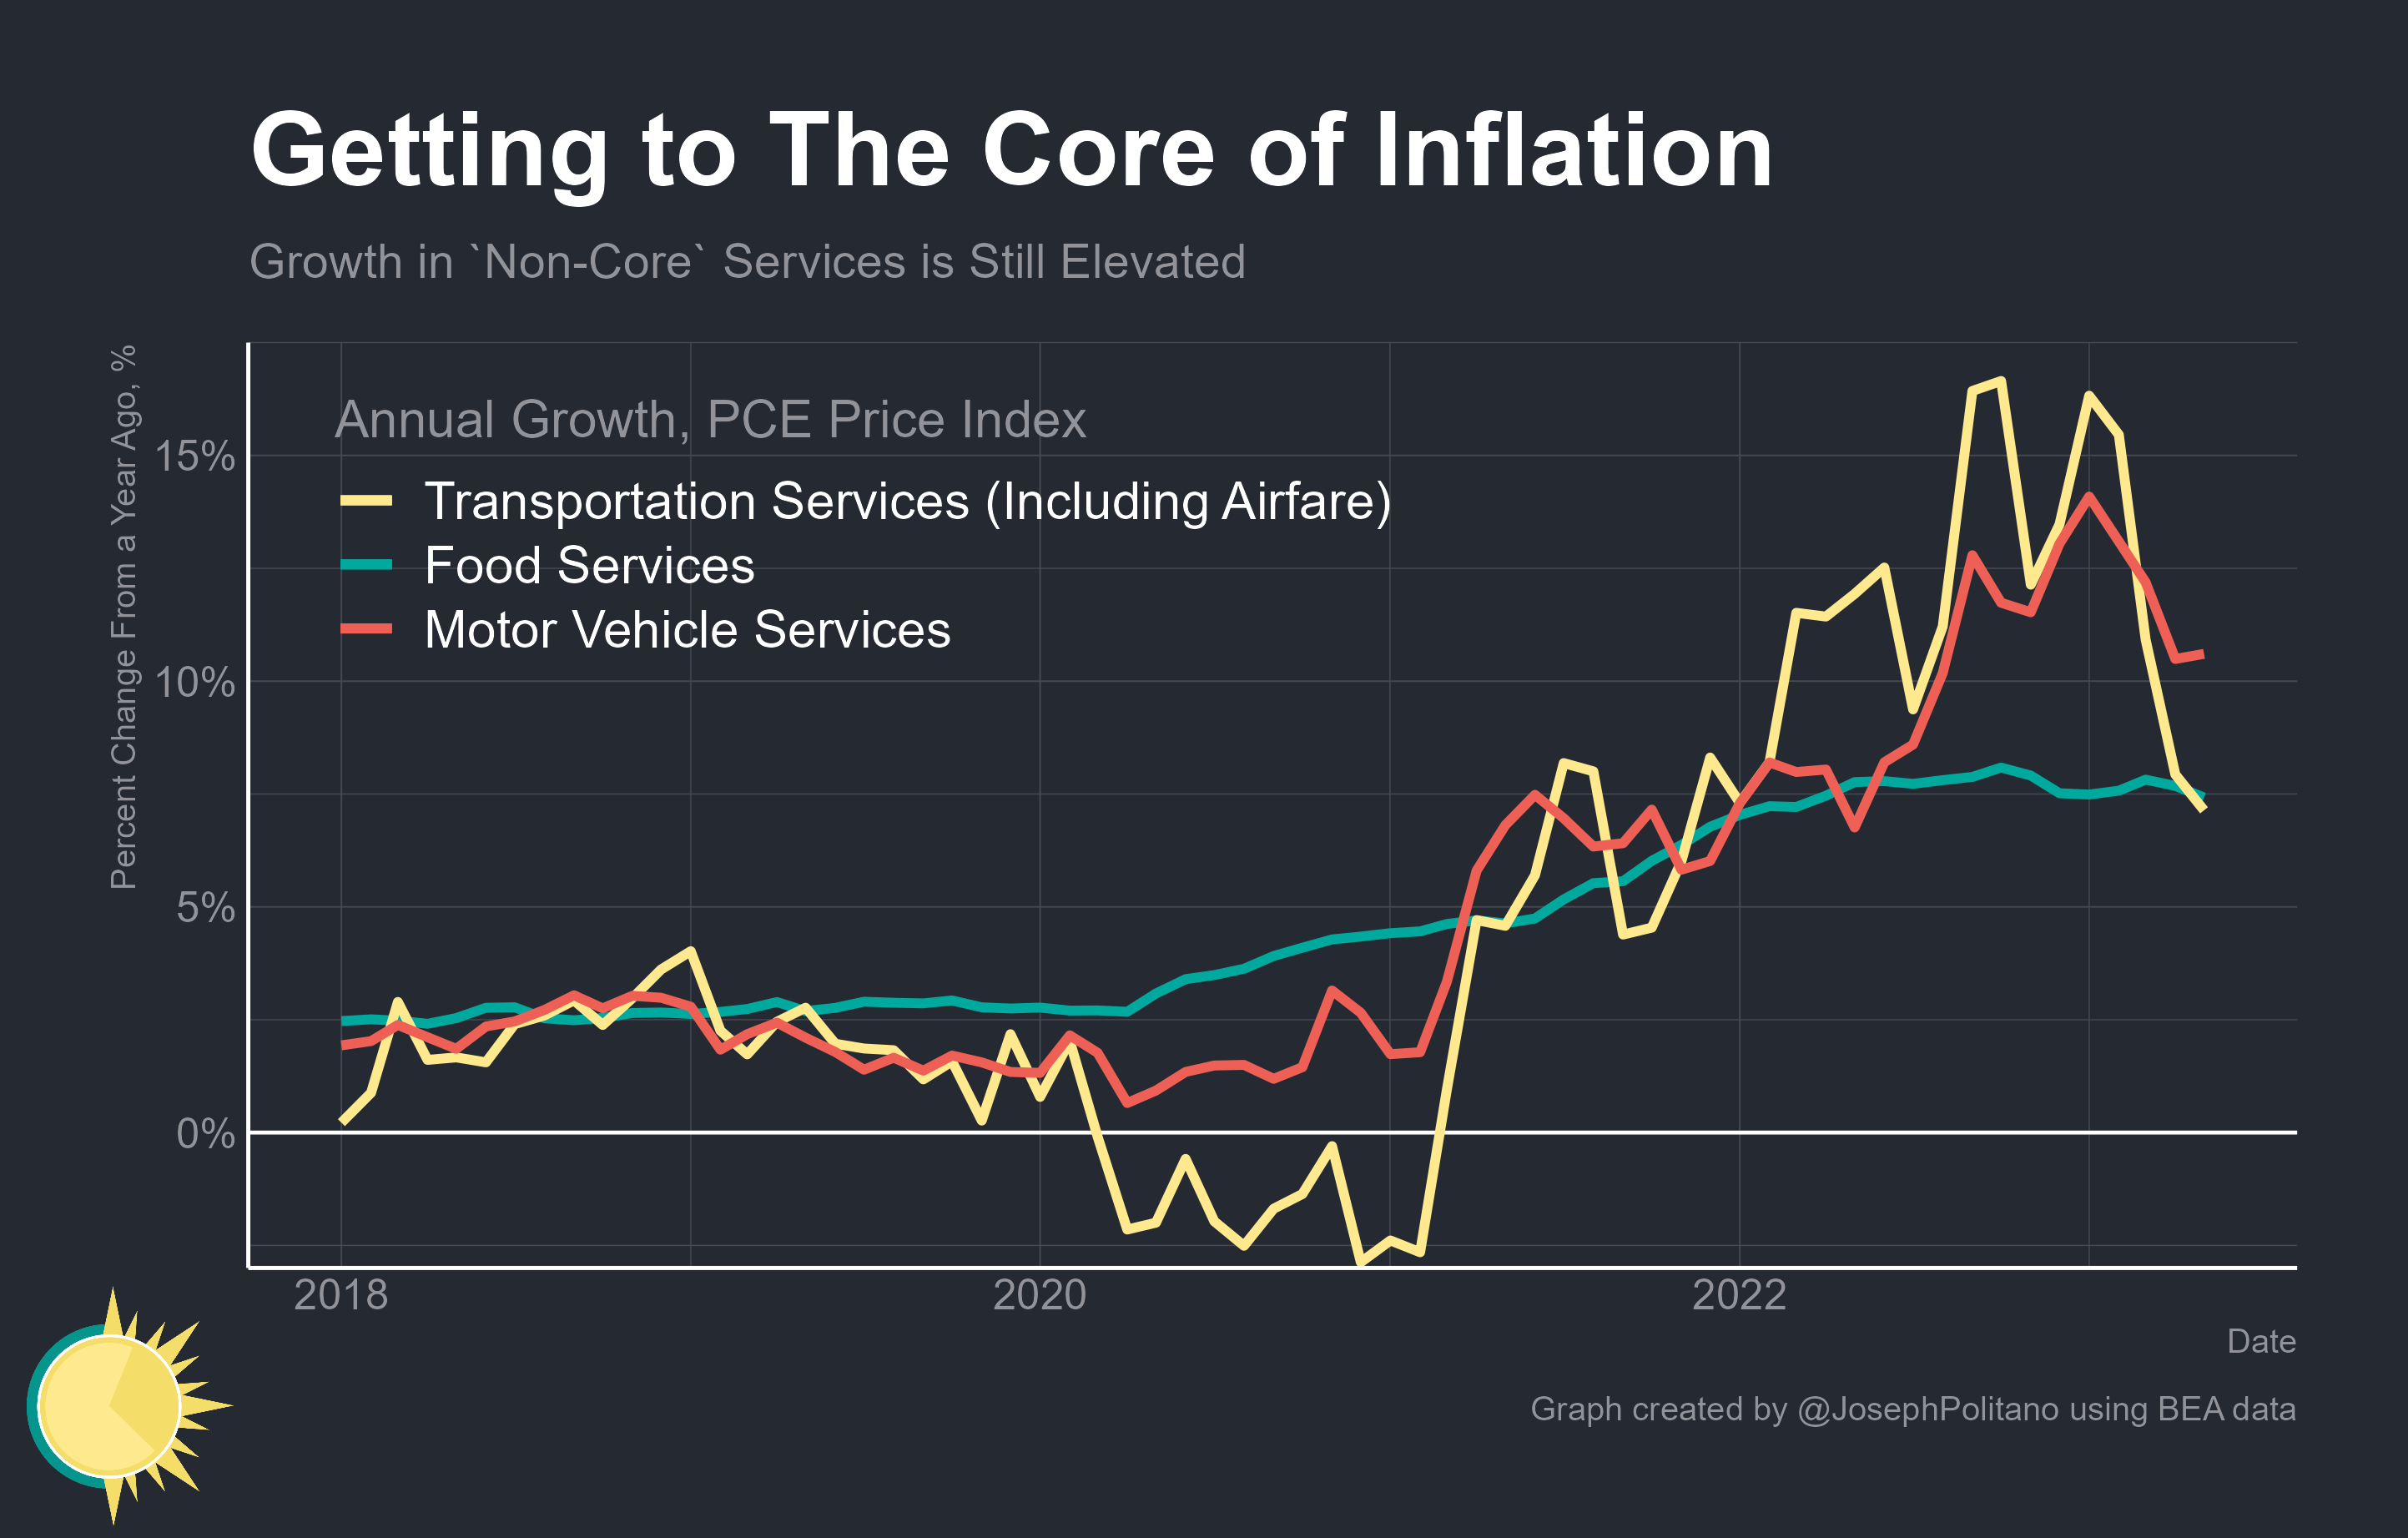 Getting to The Core of Inflation
Growth in `Non-Core` Services is Still Elevated
Percent Change From a Year Ago, %
Annual Growth, PCE Price Index
Transportation Services (Including Airfare)
Food Services
Motor Vehicle Services
15%
10%
5%
0%
2018
2020
2022
Date
Graph created by @JosephPolitano using BEA data